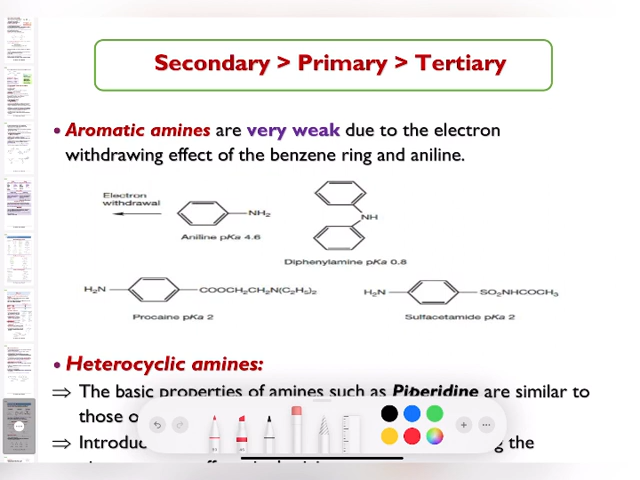 Secondary > Primary > Tertiary
• Aromatic amines are very weak due to the electron
withdrawing effect of the benzene ring and aniline.
Electron
withdrawal
NH₂
Aniline pKa 4.6
NH
Diphenylamine pKa 0.8
H₂N
COOCH₂CH₂N(C₂H₅)₂
Procaine pKa 2
H₂N
SO₂NHCOCH₃
Sulfacetamide pKa 2
• Heterocyclic amines:
⇒ The basic properties of amines such as Piperidine are similar to
those o
⇒ Introduc g the